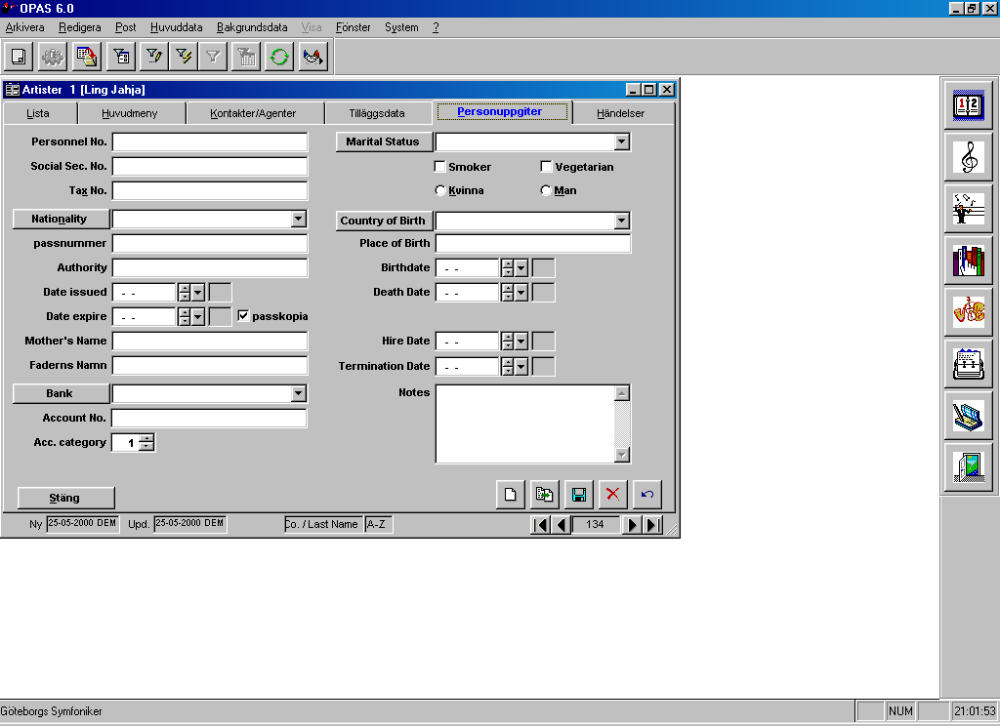 OPAS 6.0
Arkivera Redigera Post Huvuddata Bakgrundsdata Visa Fönster System ?
Artister 1 [Ling Jahja]
Lista Huvudmeny Kontakter/Agenter Tilläggsdata Personuppgiter Händelser
Personnel No. Marital Status
Social Sec. No. Smoker Vegetarian
Tax No. Kvinna Man
Nationality Country of Birth
passnummer Place of Birth
Authority Birthdate - -
Date issued - - Death Date - -
Date expire - - passkopia
Mother's Name Hire Date - -
Faderns Namn Termination Date - -
Bank Notes
Account No.
Acc. category 1
Stäng
Ny 25-05-2000 DEM Upd. 25-05-2000 DEM Co. / Last Name A-Z 134
1 2
Göteborgs Symfoniker NUM 21:01:53